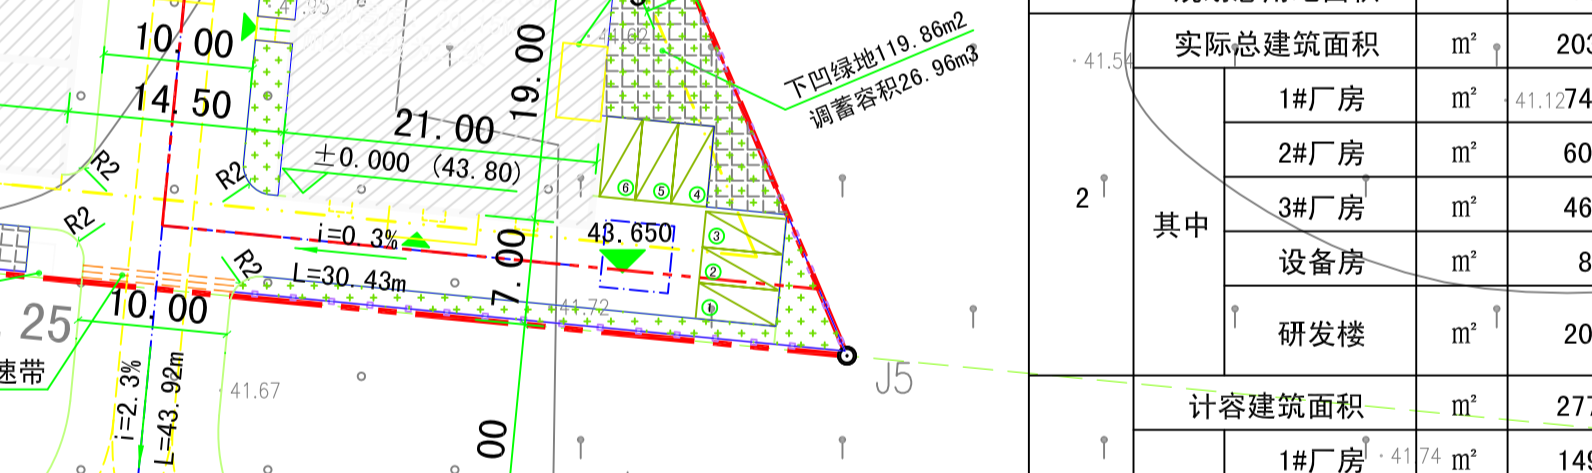 41.62
10.00
19.00
下凹绿地119.86m2
调蓄容积26.96m3
14.50
21.00
±0.000 (43.80)
R2
R2
R2
R2
⑥
⑤
④
③
②
①
i=0.3%
L=30.43m
7.00
43.650
41.72
10.00
25
速带
i=2.3%
L=43.92m
41.67
00
J5
41.54
实际总建筑面积 m² 203
2
其中
1#厂房 m² 74
41.12
2#厂房 m² 60
3#厂房 m² 46
设备房 m² 8
研发楼 m² 20
计容建筑面积 m² 277
1#厂房 m² 149
41.74